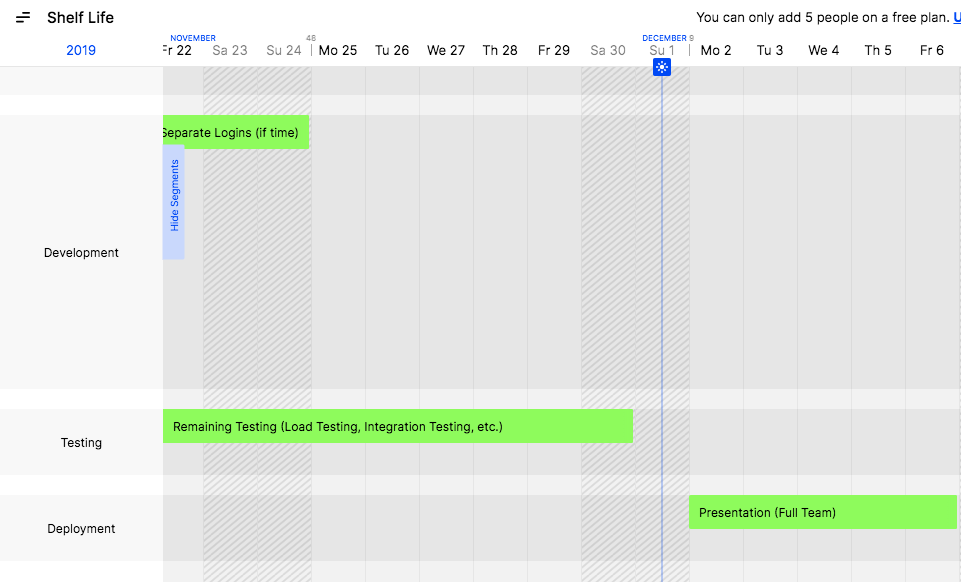 Shelf Life
You can only add 5 people on a free plan. U
NOVEMBER 48 DECEMBER 9
2019 Fr 22 Sa 23 Su 24 Mo 25 Tu 26 We 27 Th 28 Fr 29 Sa 30 Su 1 Mo 2 Tu 3 We 4 Th 5 Fr 6
Separate Logins (if time)
Hide Segments
Development
Remaining Testing (Load Testing, Integration Testing, etc.)
Testing
Presentation (Full Team)
Deployment